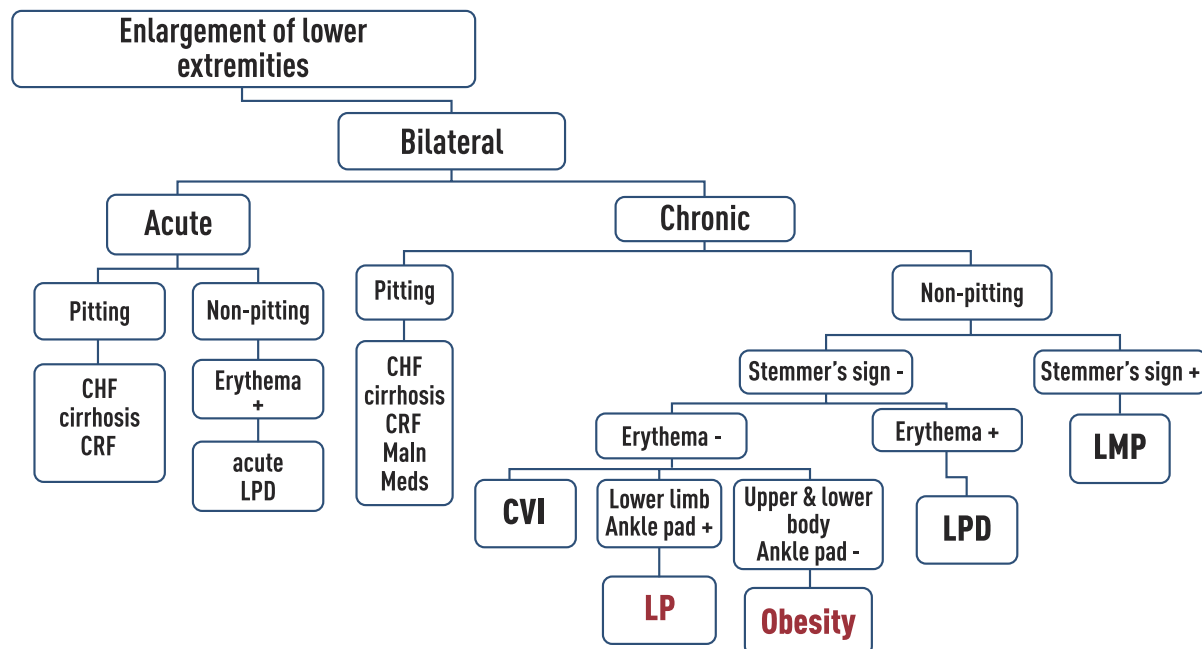 Enlargement of lower
extremities
Bilateral
Acute
Chronic
Pitting
Non-pitting
Pitting
Non-pitting
CHF
cirrhosis
CRF
Erythema
+
acute
LPD
CHF
cirrhosis
CRF
Maln
Meds
Stemmer's sign -
Stemmer's sign +
Erythema -
Erythema +
LMP
CVI
Lower limb
Ankle pad +
Upper & lower
body
Ankle pad -
LPD
LP
Obesity